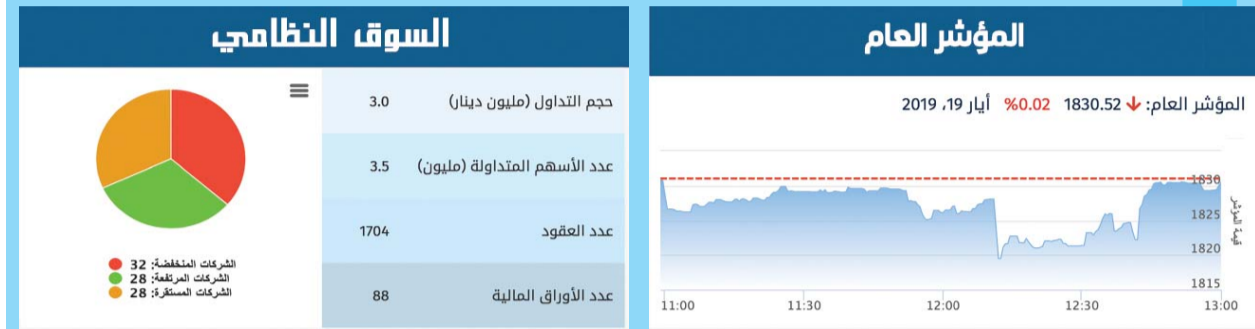 المؤشر العام
المؤشر العام: 1830.52 %0.02 أيار 19، 2019
1830
1825
1820
1815
قيمة المؤشر
11:00 11:30 12:00 12:30 13:00
السوق النظامي
حجم التداول (مليون دينار) 3.0
عدد الأسهم المتداولة (مليون) 3.5
عدد العقود 1704
عدد الأوراق المالية 88
الشركات المنخفضة: 32
الشركات المرتفعة: 28
الشركات المستقرة: 28